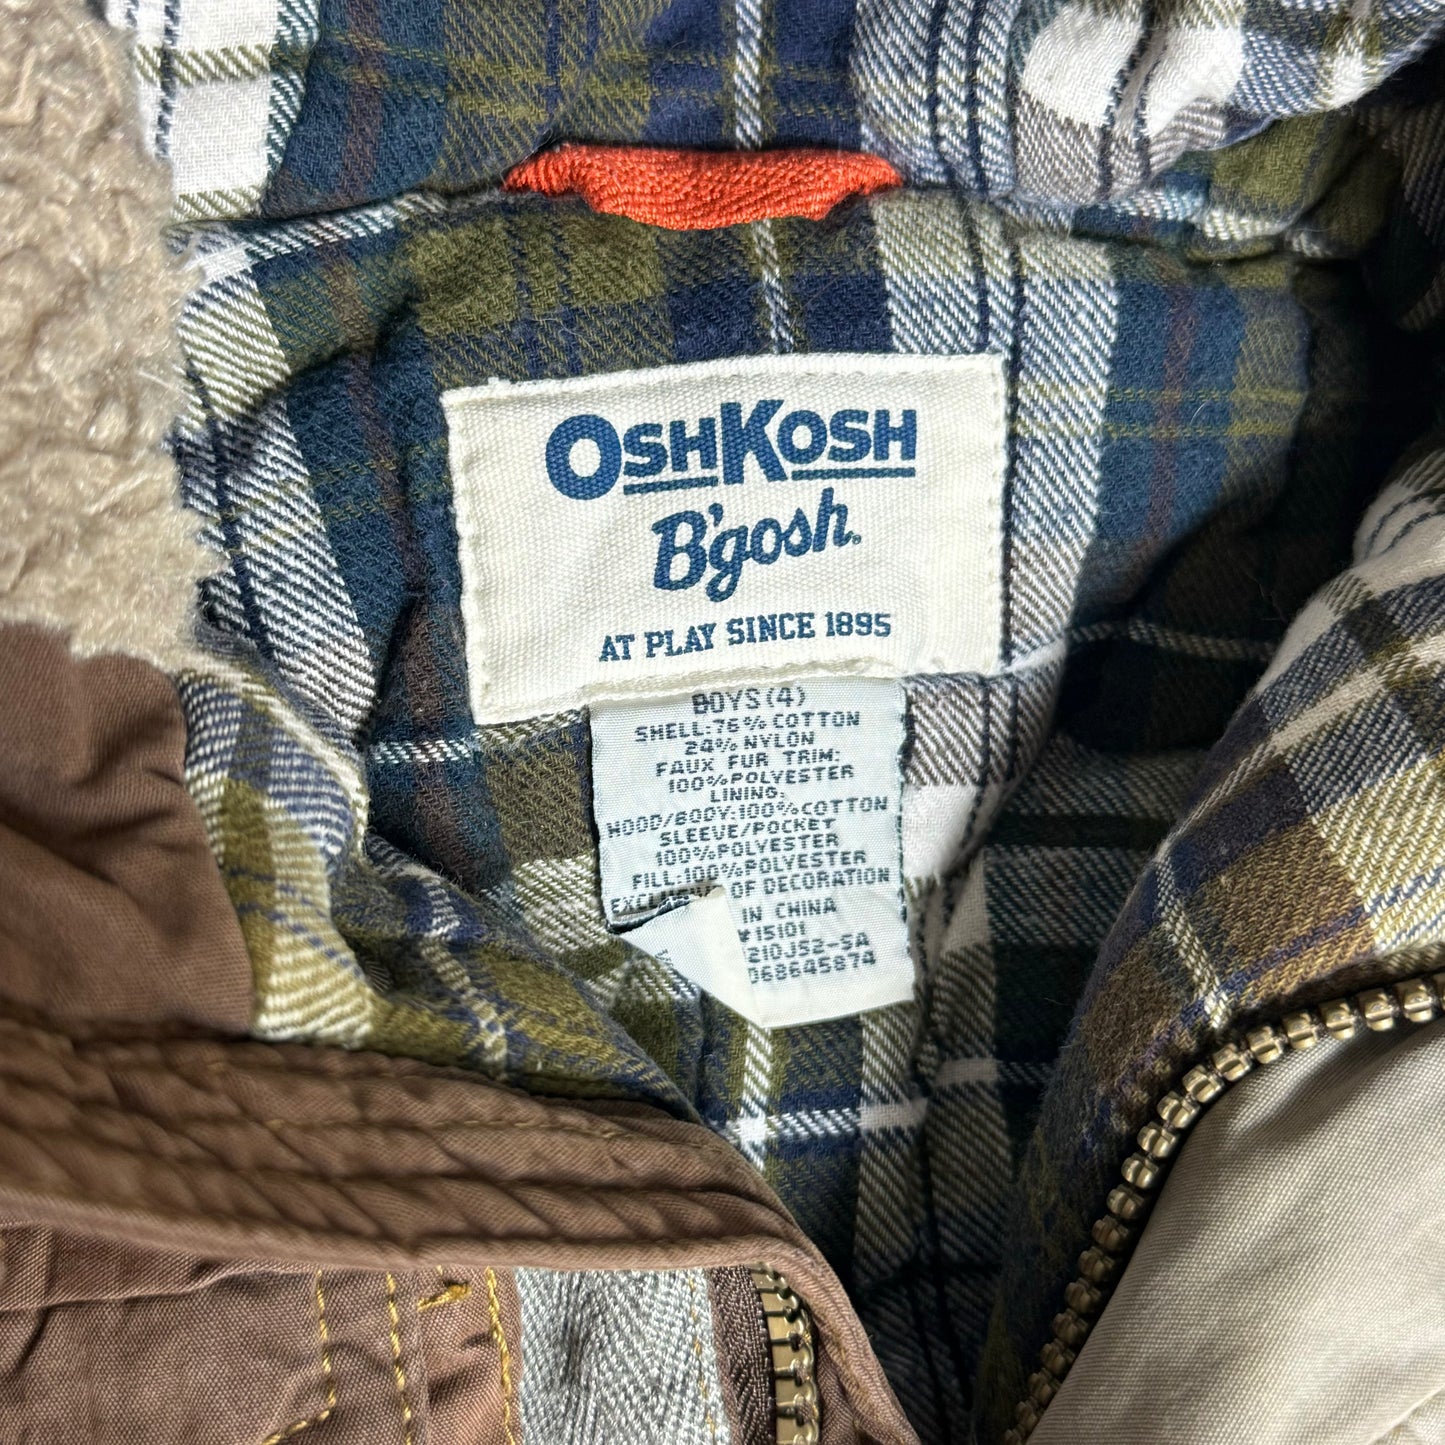 OSHKOSH
B'gosh.
AT PLAY SINCE 1895
BOYS (4)
SHELL:76% COTTON
24% NYLON
FAUX FUR TRIM:
100%POLYESTER
LINING:
HOOD/BODY:100%COTTON
SLEEVE/POCKET
100%POLYESTER
FILL:100%POLYESTER
OF DECORATION
IN CHINA
#15101
210JS2-SA
068645874